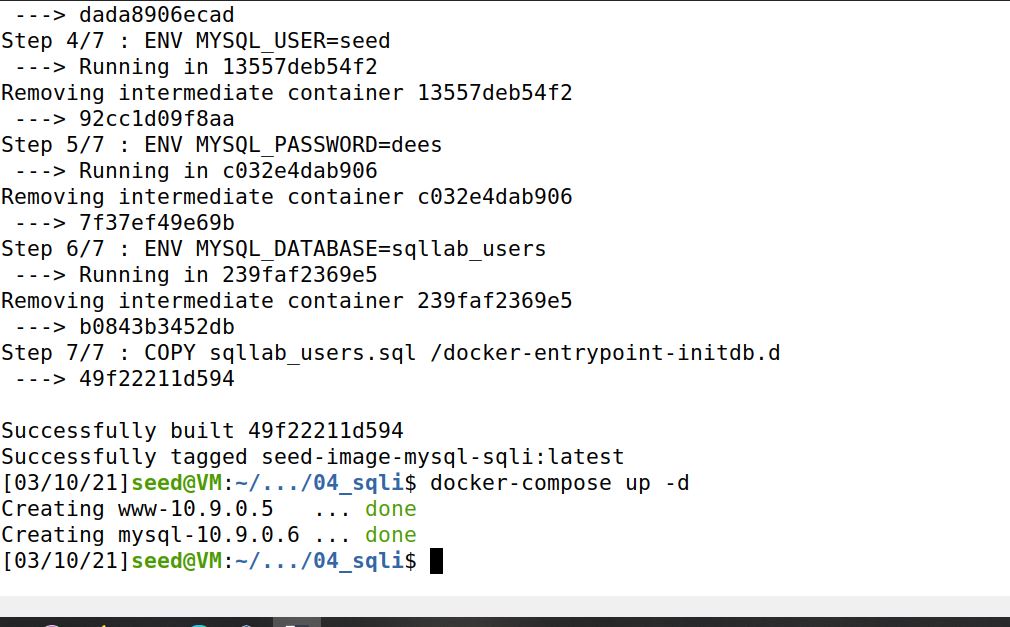 ---> dada8906ecad
Step 4/7 : ENV MYSQL_USER=seed
 ---> Running in 13557deb54f2
Removing intermediate container 13557deb54f2
 ---> 92cc1d09f8aa
Step 5/7 : ENV MYSQL_PASSWORD=dees
 ---> Running in c032e4dab906
Removing intermediate container c032e4dab906
 ---> 7f37ef49e69b
Step 6/7 : ENV MYSQL_DATABASE=sqllab_users
 ---> Running in 239faf2369e5
Removing intermediate container 239faf2369e5
 ---> b0843b3452db
Step 7/7 : COPY sqllab_users.sql /docker-entrypoint-initdb.d
 ---> 49f22211d594

Successfully built 49f22211d594
Successfully tagged seed-image-mysql-sqli:latest
[03/10/21]seed@VM:~/.../04_sqli$ docker-compose up -d
Creating www-10.9.0.5   ... done
Creating mysql-10.9.0.6 ... done
[03/10/21]seed@VM:~/.../04_sqli$